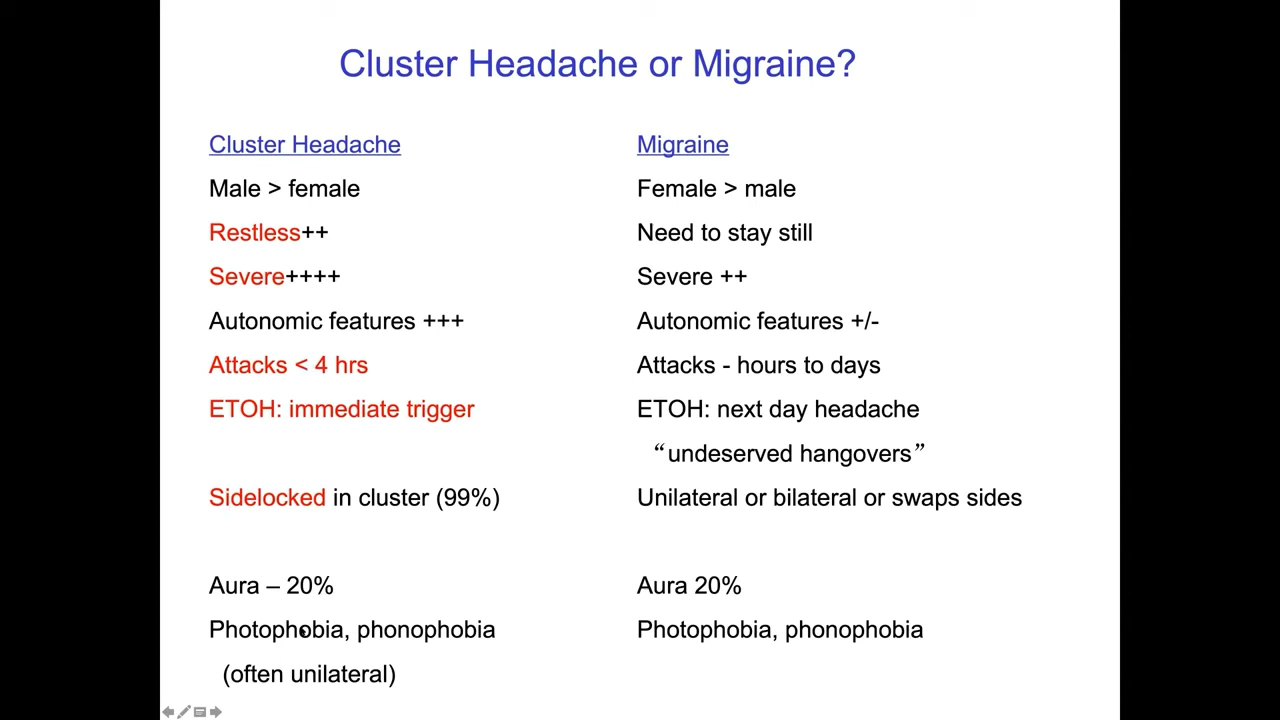 Cluster Headache or Migraine?
Cluster Headache
Male > female
Restless++
Severe++++
Autonomic features +++
Attacks < 4 hrs
ETOH: immediate trigger
Sidelocked in cluster (99%)
Aura – 20%
Photophobia, phonophobia
(often unilateral)
Migraine
Female > male
Need to stay still
Severe ++
Autonomic features +/-
Attacks - hours to days
ETOH: next day headache
“undeserved hangovers”
Unilateral or bilateral or swaps sides
Aura 20%
Photophobia, phonophobia